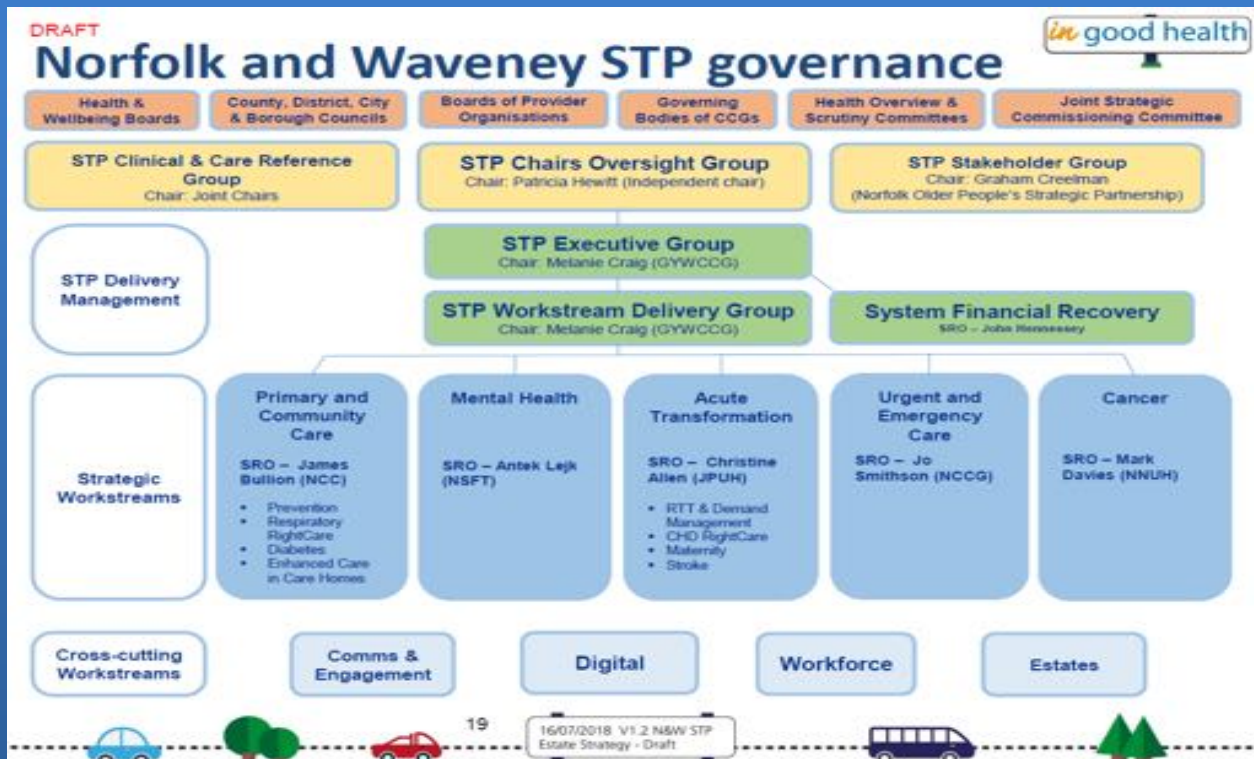 DRAFT
Norfolk and Waveney STP governance
in good health
Health &
Wellbeing Boards
County, District, City
& Borough Councils
Boards of Provider
Organisations
Governing
Bodies of CCGs
Health Overview &
Scrutiny Committees
Joint Strategic
Commissioning Committee
STP Clinical & Care Reference
Group
Chair: Joint Chairs
STP Chairs Oversight Group
Chair: Patricia Hewitt (Independent chair)
STP Stakeholder Group
Chair: Graham Creelman
(Norfolk Older People's Strategic Partnership)
STP Delivery
Management
STP Executive Group
Chair: Melanie Craig (GYWCCG)
STP Workstream Delivery Group
Chair: Melanie Craig (GYWCCG)
System Financial Recovery
SRO – John Hennessey
Strategic
Workstreams
Primary and
Community
Care
SRO – James
Bullion (NCC)
• Prevention
• Respiratory
RightCare
• Diabetes
• Enhanced Care
in Care Homes
Mental Health
SRO – Antek Lejk
(NSFT)
Acute
Transformation
SRO – Christine
Allen (JPUH)
• RTT & Demand
Management
• CHD RightCare
• Maternity
• Stroke
Urgent and
Emergency
Care
SRO – Jo
Smithson (NCCG)
Cancer
SRO – Mark
Davies (NNUH)
Cross-cutting
Workstreams
Comms &
Engagement
Digital
Workforce
Estates
19
16/07/2018 V1.2 N&W STP
Estate Strategy - Draft